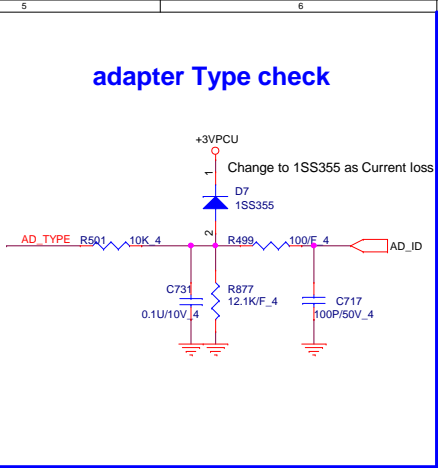 5
6
adapter Type check
+3VPCU
1
Change to 1SS355 as Current loss
D7
1SS355
2
AD_TYPE
R501
10K_4
R499
100/F_4
AD_ID
C731
0.1U/10V_4
R877
12.1K/F_4
C717
100P/50V_4